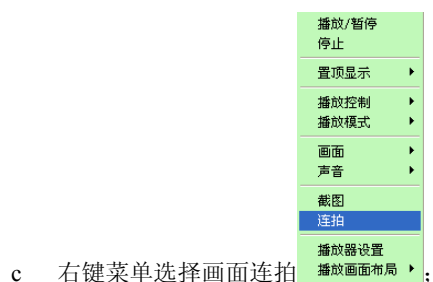 播放/暂停
停止
置顶显示
播放控制
播放模式
画面
声音
截图
连拍
播放器设置
播放画面布局
c 右键菜单选择画面连拍;